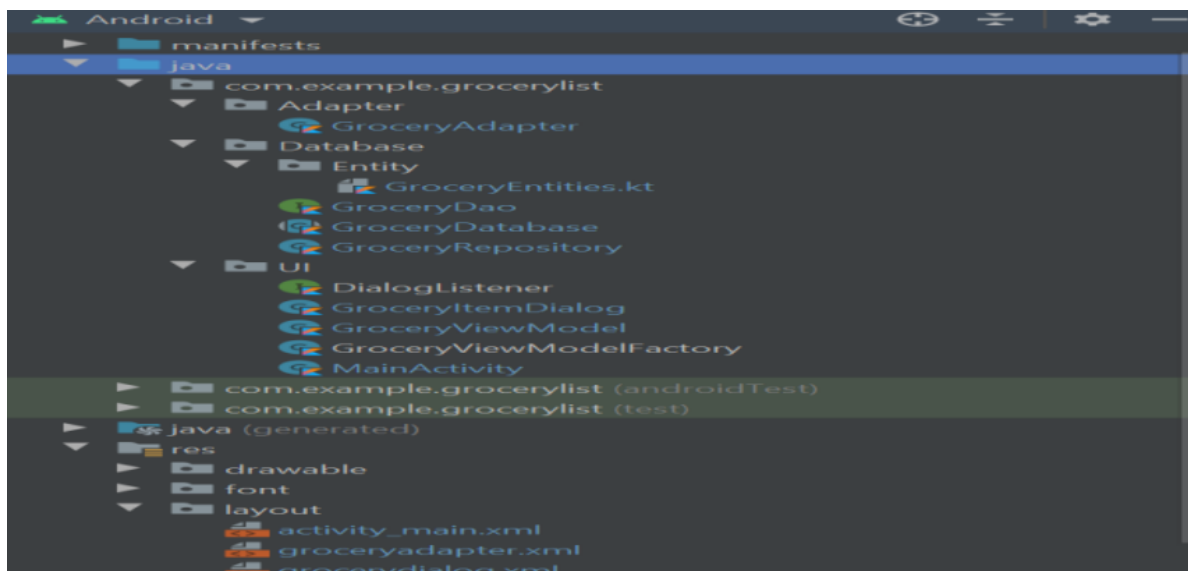 Android
manifests
java
com.example.grocerylist
Adapter
GroceryAdapter
Database
Entity
GroceryEntities.kt
GroceryDao
GroceryDatabase
GroceryRepository
UI
DialogListener
GroceryItemDialog
GroceryViewModel
GroceryViewModelFactory
MainActivity
com.example.grocerylist (androidTest)
com.example.grocerylist (test)
java (generated)
res
drawable
font
layout
activity_main.xml
groceryadapter.xml
grocerydialog.xml